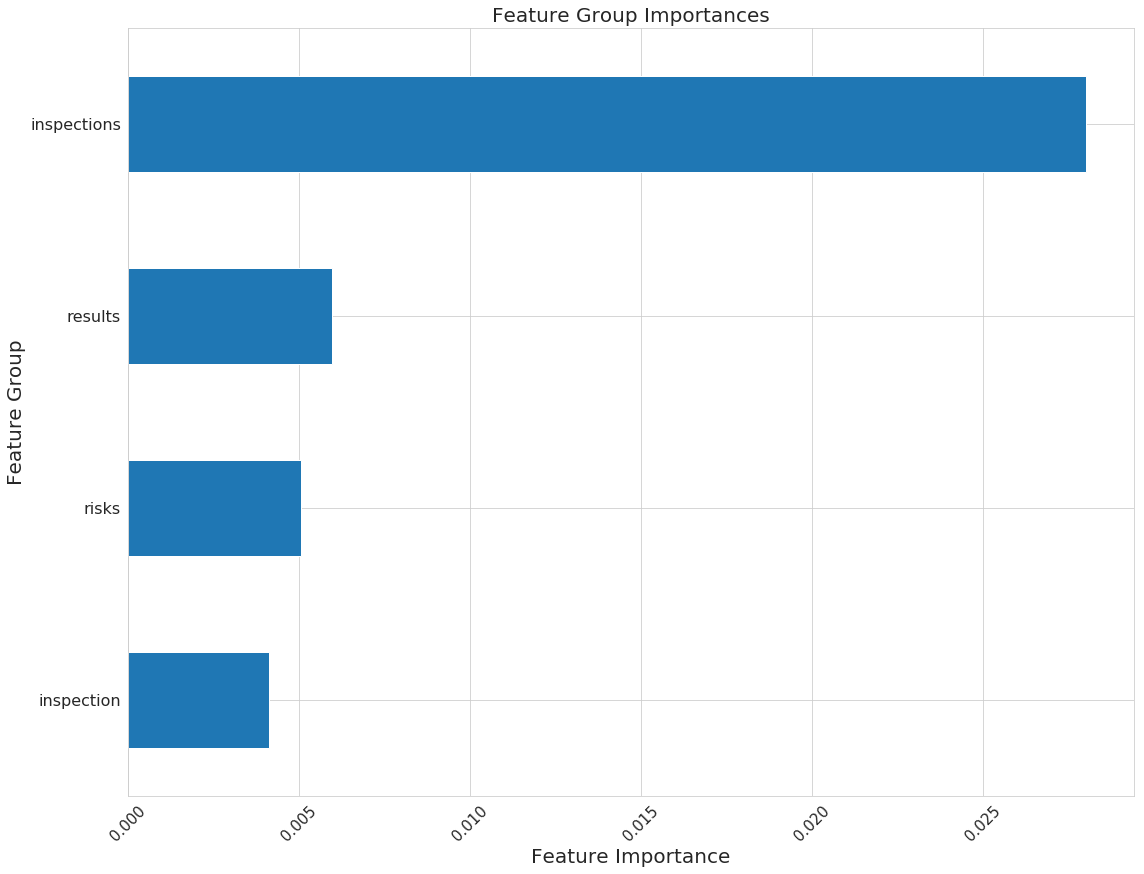 Feature Group Importances
inspections
results
risks
inspection
Feature Group
0.000
0.005
0.010
0.015
0.020
0.025
Feature Importance